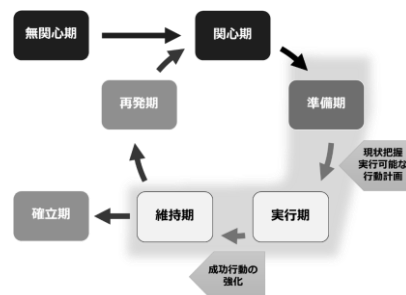 無関心期
関心期
再発期
準備期
現状把握
実行可能な
行動計画
確立期
維持期
実行期
成功行動の
強化